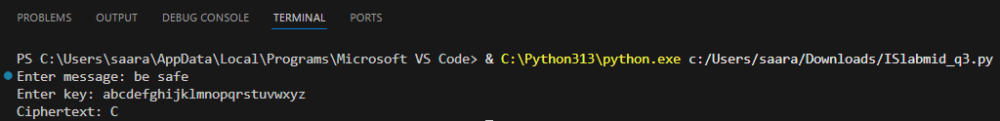 PROBLEMS OUTPUT DEBUG CONSOLE TERMINAL PORTS
PS C:\Users\saara\AppData\Local\Programs\Microsoft VS Code> & C:\Python313\python.exe c:/Users/saara/Downloads/ISlabmid_q3.py
Enter message: be safe
Enter key: abcdefghijklmnopqrstuvwxyz
Ciphertext: C